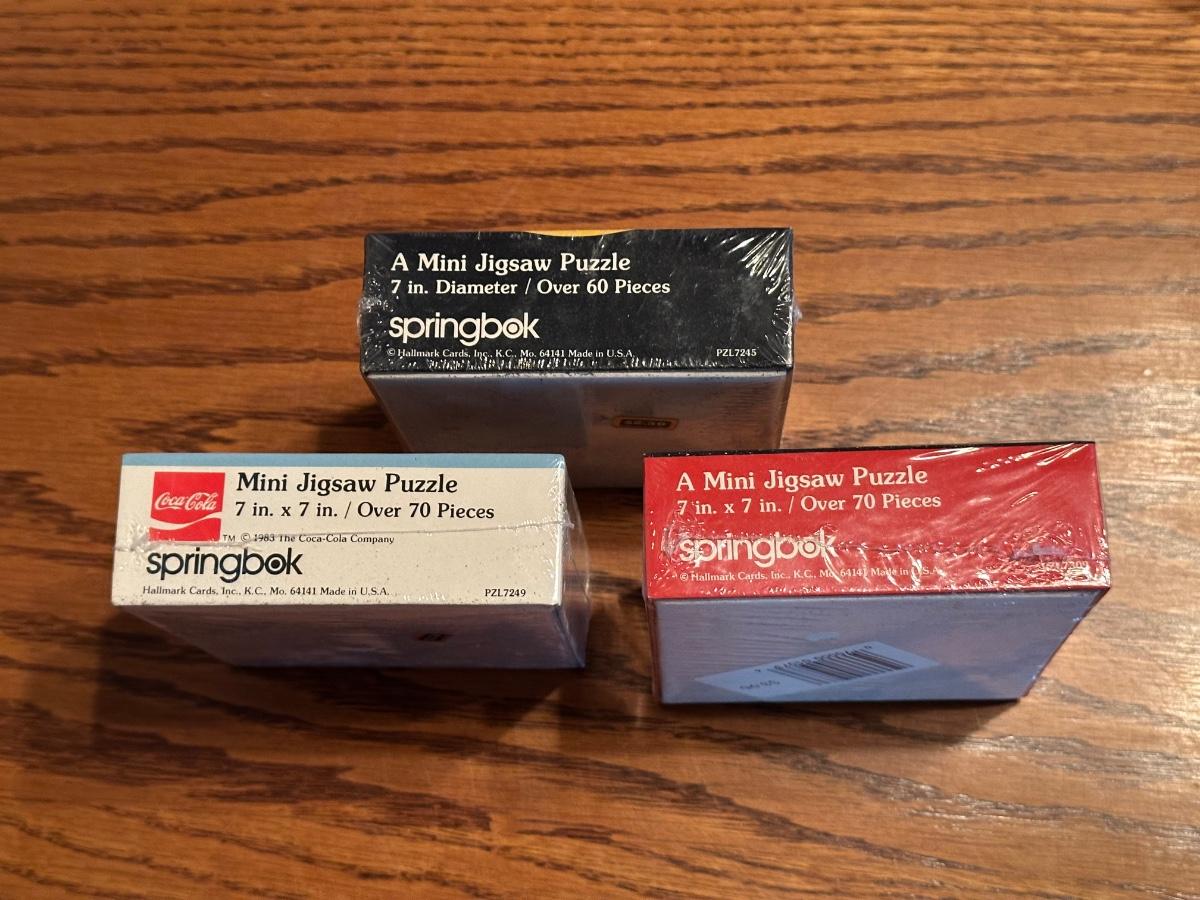 A Mini Jigsaw Puzzle
7 in. Diameter / Over 60 Pieces
springbok
© Hallmark Cards, Inc., K.C., Mo. 64141 Made in U.S.A.
PZL7245
Coca-Cola
Mini Jigsaw Puzzle
7 in. x 7 in. / Over 70 Pieces
TM © 1983 The Coca-Cola Company
springbok
Hallmark Cards, Inc., K.C., Mo. 64141 Made in U.S.A.
PZL7249
A Mini Jigsaw Puzzle
7 in. x 7 in. / Over 70 Pieces
springbok
© Hallmark Cards, Inc., K.C., Mo. 64141 Made in U.S.A.